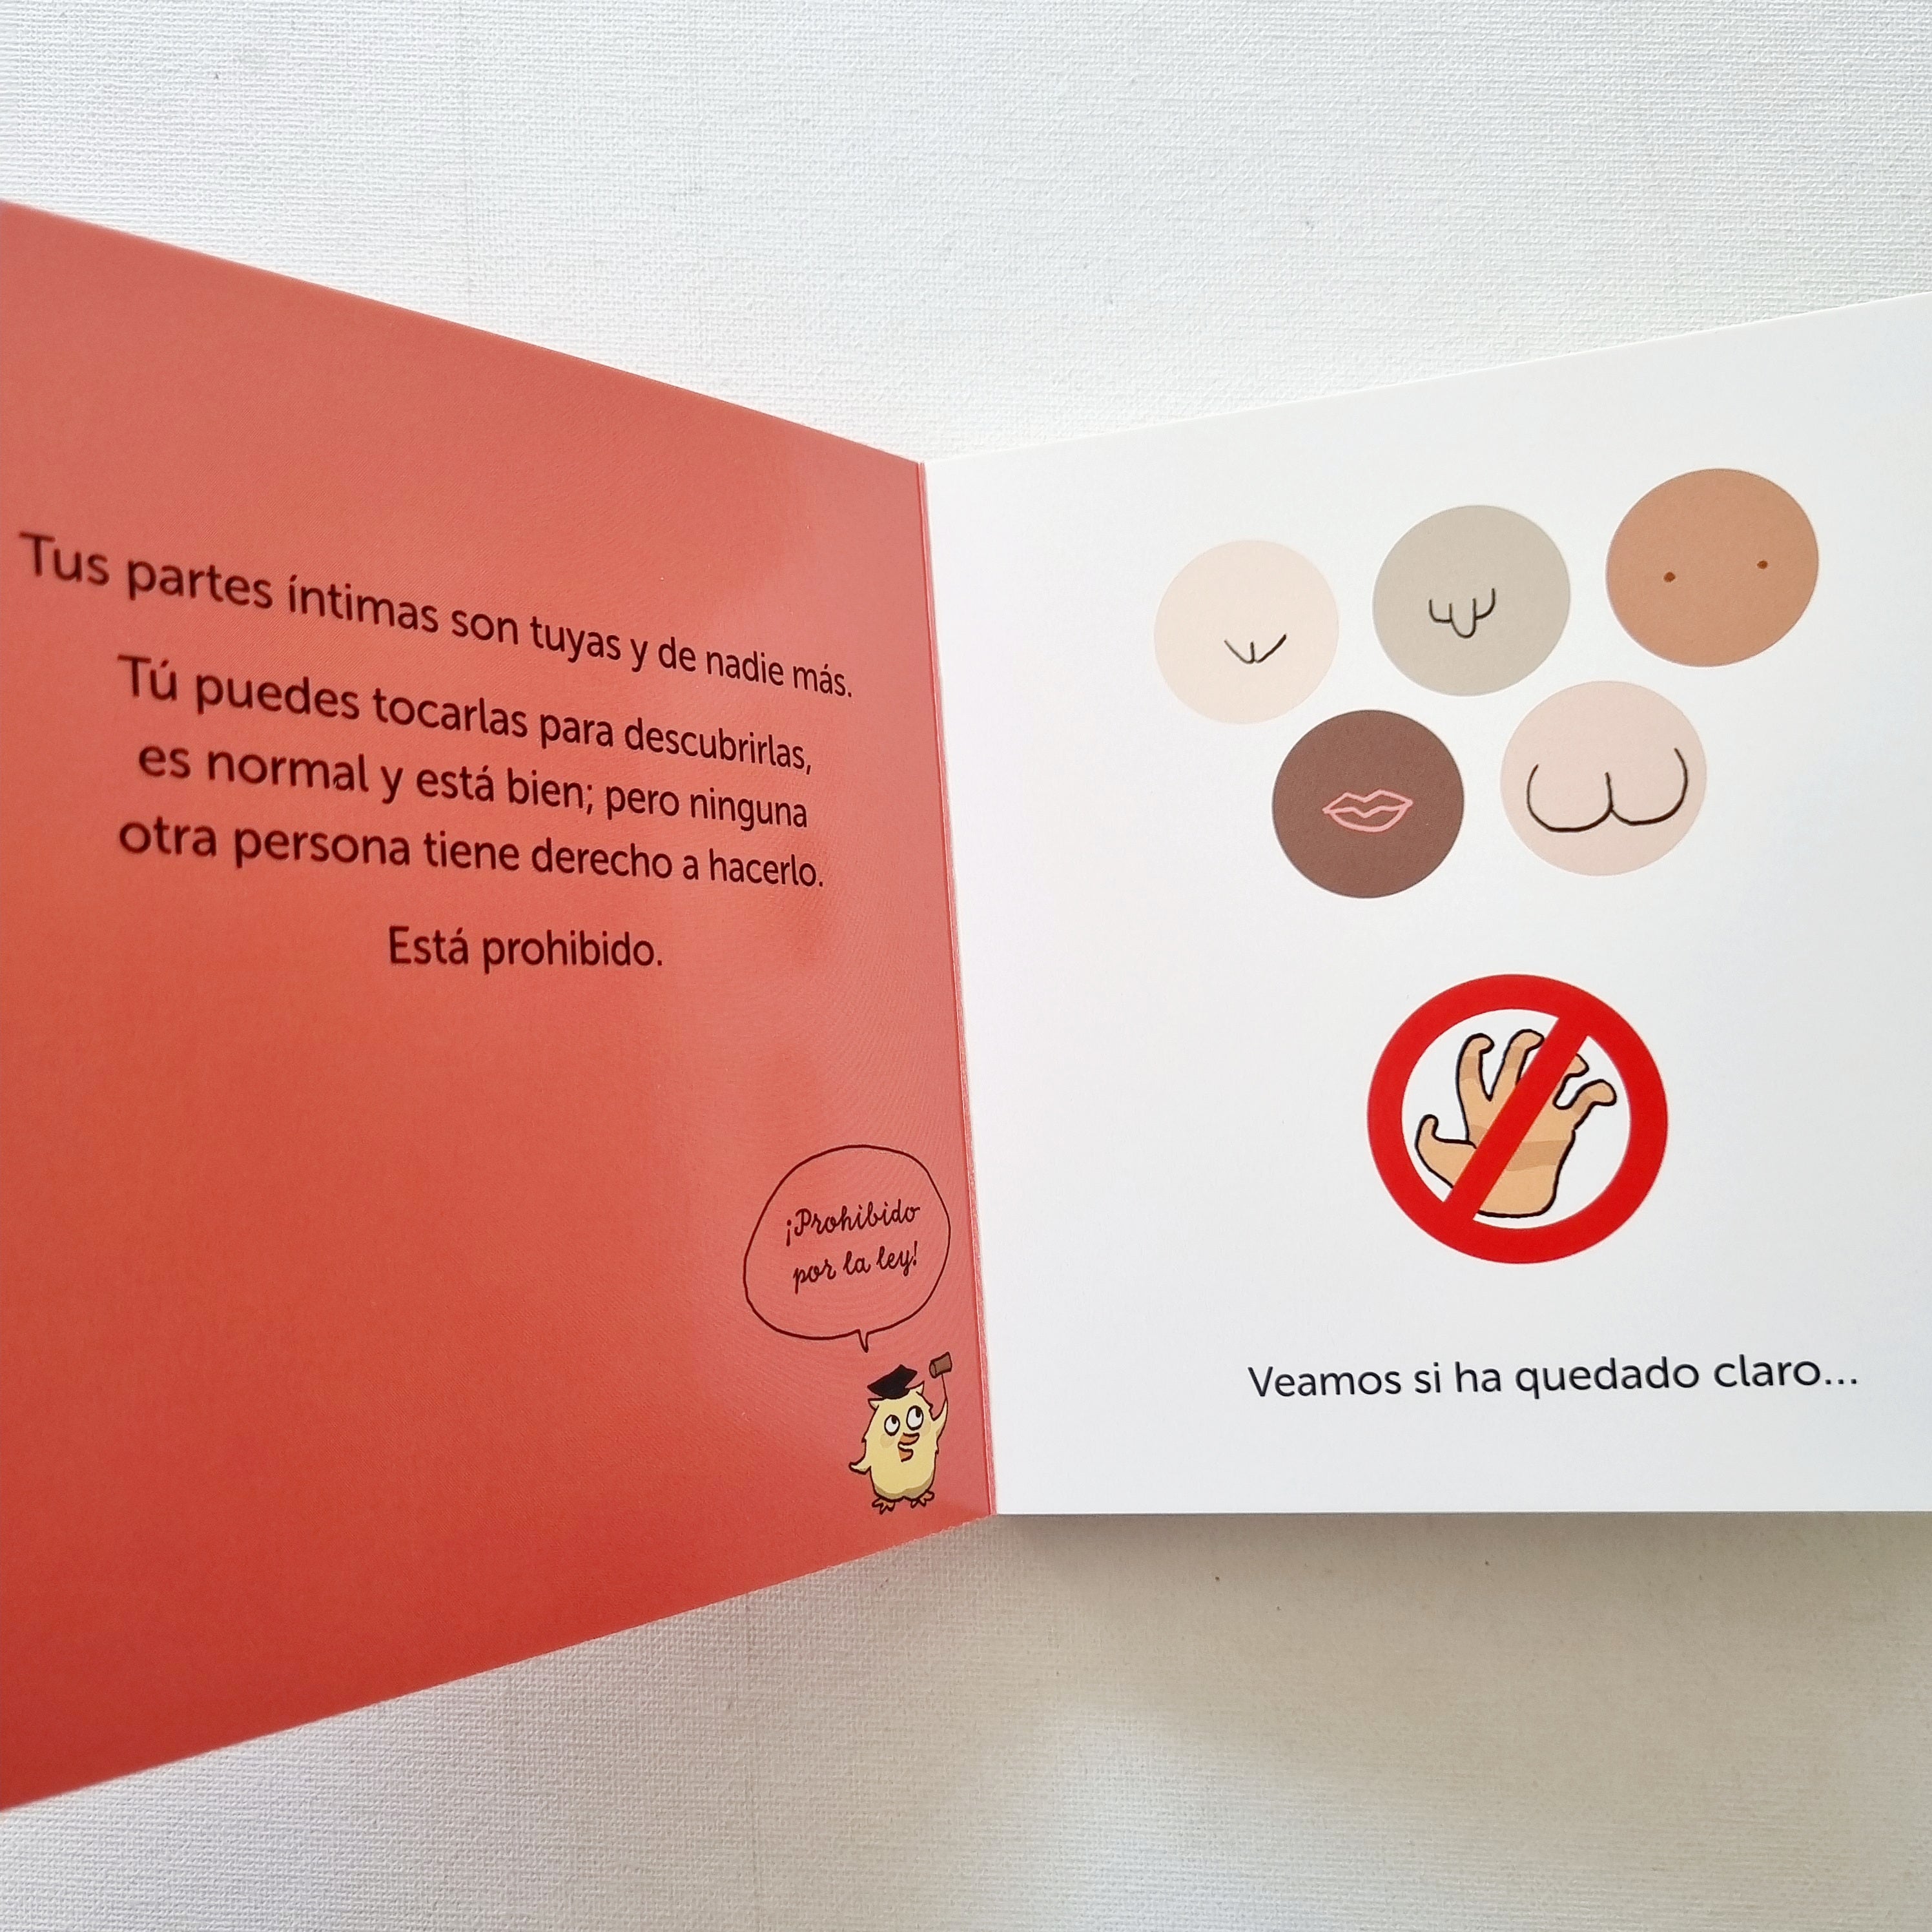 Tus partes íntimas son tuyas y de nadie más.
Tú puedes tocarlas para descubrirlas,
es normal y está bien; pero ninguna
otra persona tiene derecho a hacerlo.
Está prohibido.
¡Prohibido
por la ley!
Veamos si ha quedado claro...